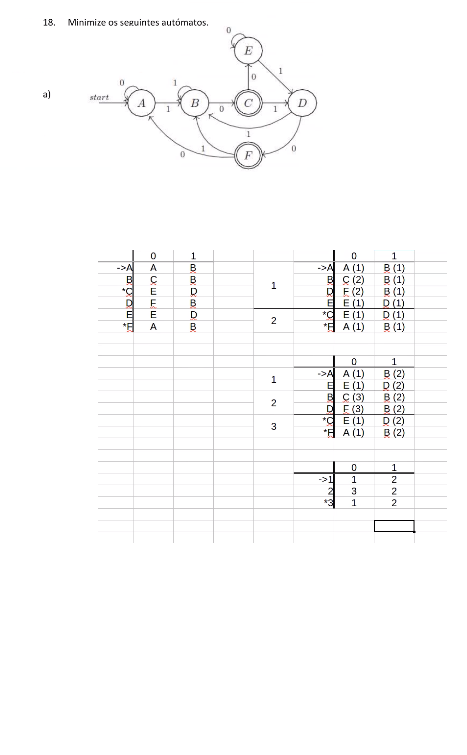 18. Minimize os seguintes autómatos.
a)
start
0 1 0 0 1
A 1 B 0 C 1 D
E
0 1 1 0
F
0 1
->A A B
B C B
*C E D
D F B
E E D
*F A B
0 1
->A A (1) B (1)
1 B C (2) B (1)
D F (2) B (1)
E E (1) D (1)
2 *C E (1) D (1)
*F A (1) B (1)
0 1
1 ->A A (1) B (2)
E E (1) D (2)
2 B C (3) B (2)
D F (3) B (2)
3 *C E (1) D (2)
*F A (1) B (2)
0 1
->1 1 2
2 3 2
*3 1 2